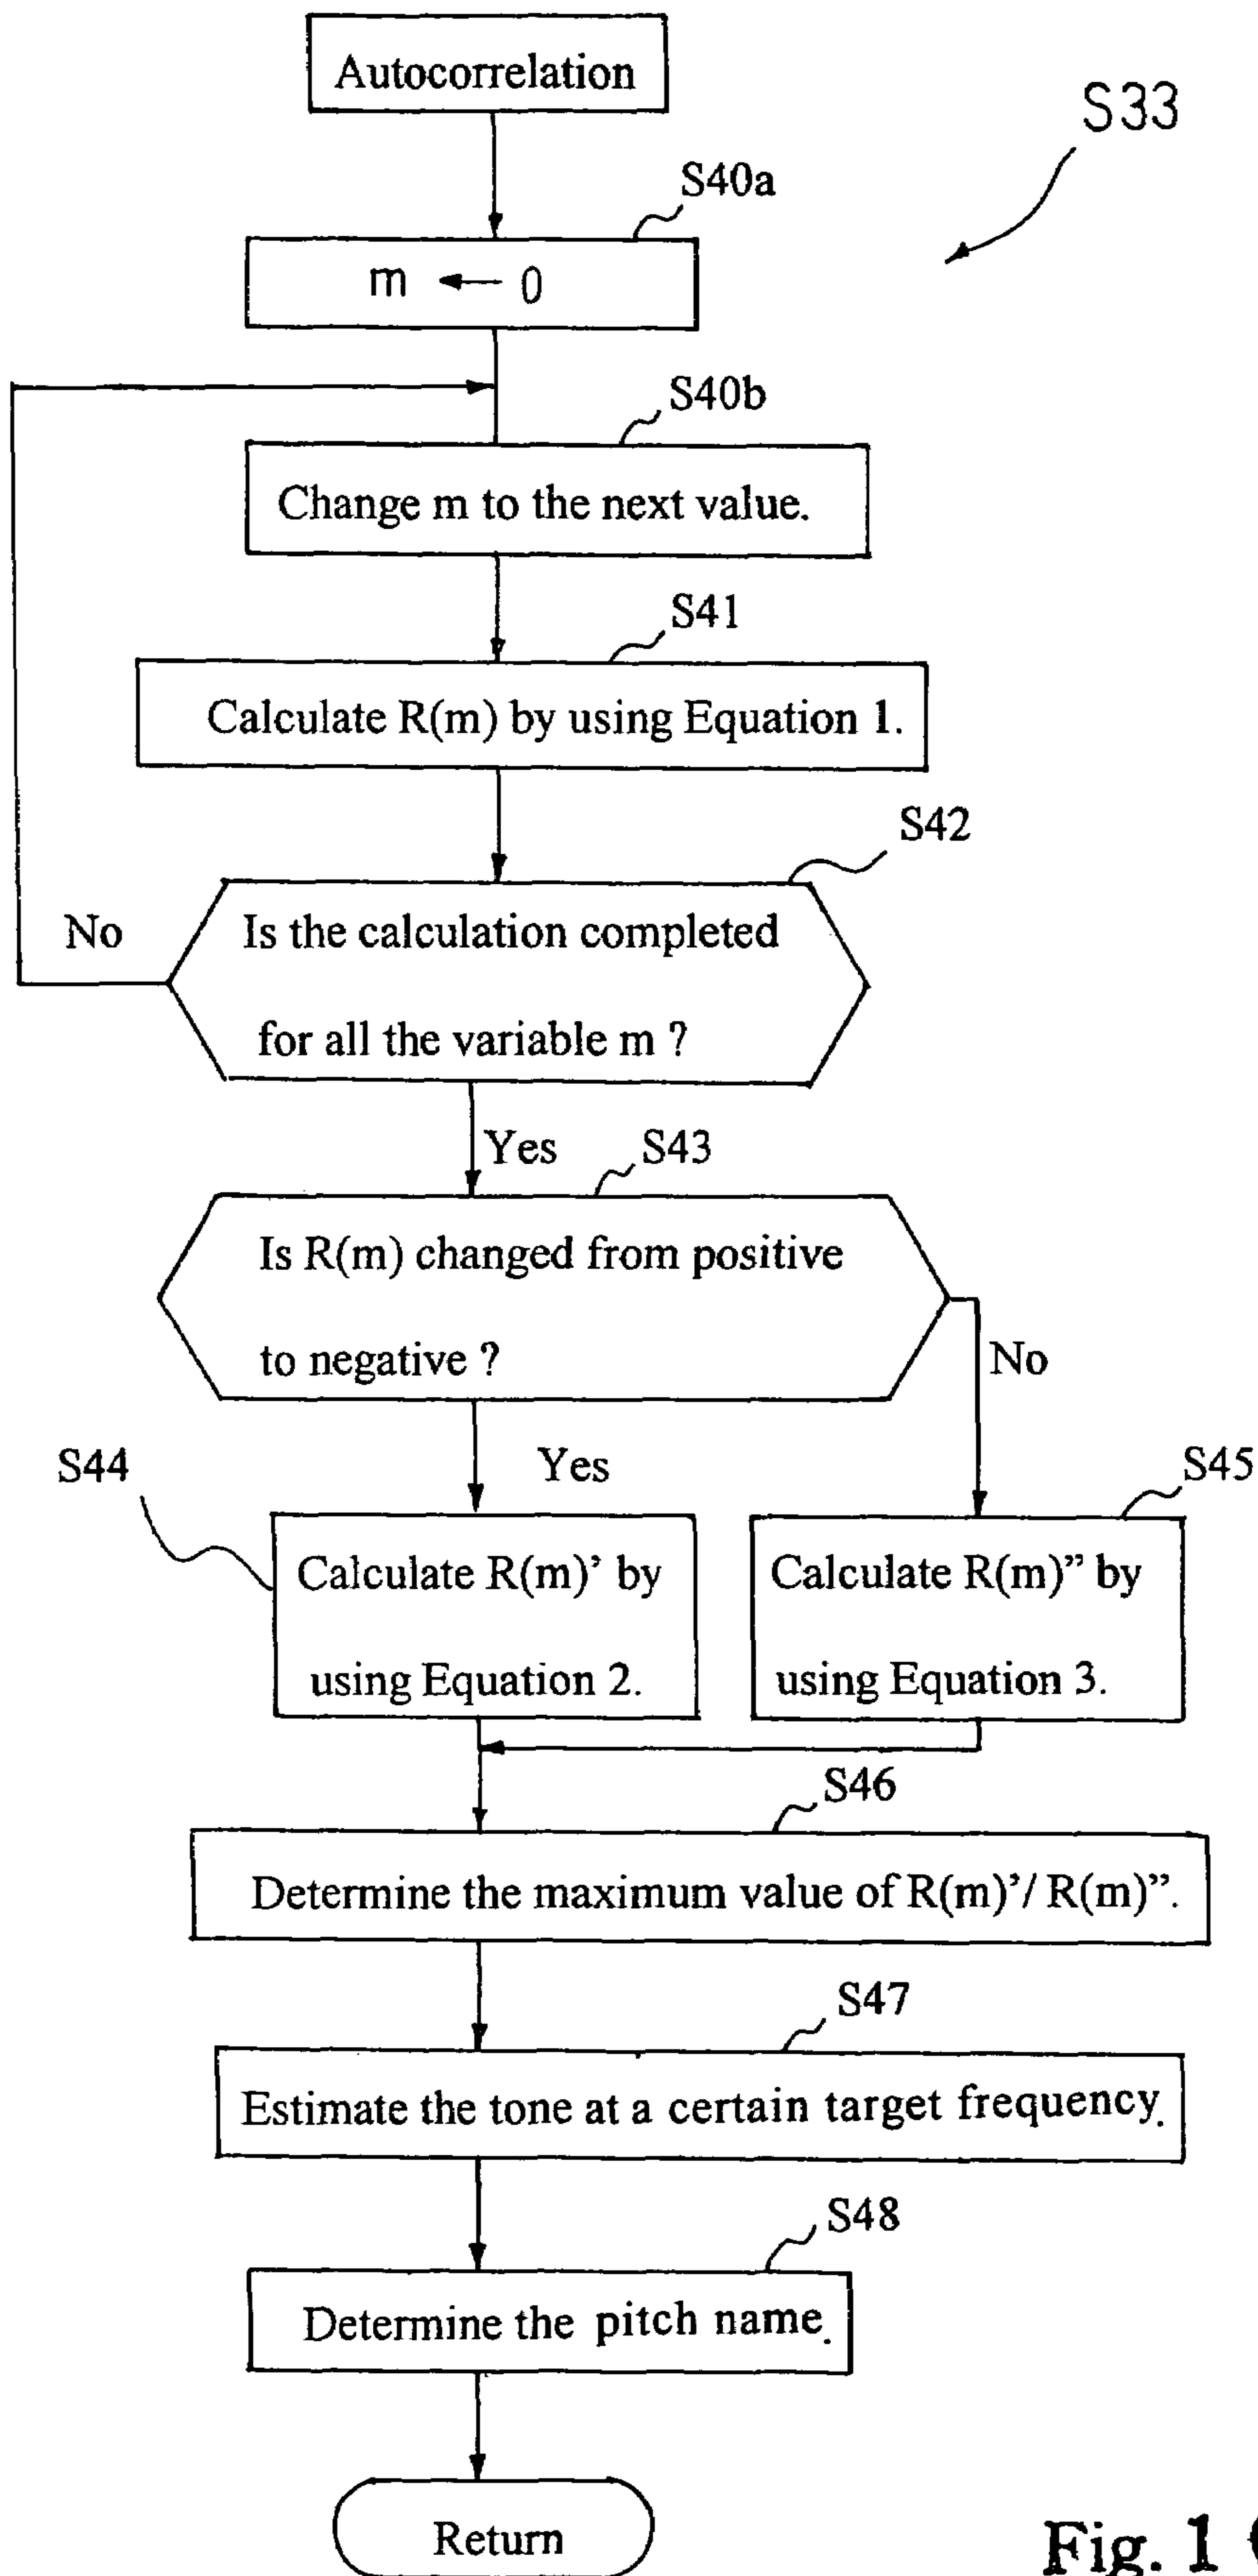 Autocorrelation
S33
S40a
m ← 0
S40b
Change m to the next value.
S41
Calculate R(m) by using Equation 1.
S42
No
Is the calculation completed
for all the variable m ?
Yes
S43
Is R(m) changed from positive
to negative ?
No
S44
Yes
S45
Calculate R(m)’ by
using Equation 2.
Calculate R(m)” by
using Equation 3.
S46
Determine the maximum value of R(m)’/ R(m)”.
S47
Estimate the tone at a certain target frequency.
S48
Determine the pitch name.
Return
Fig. 1